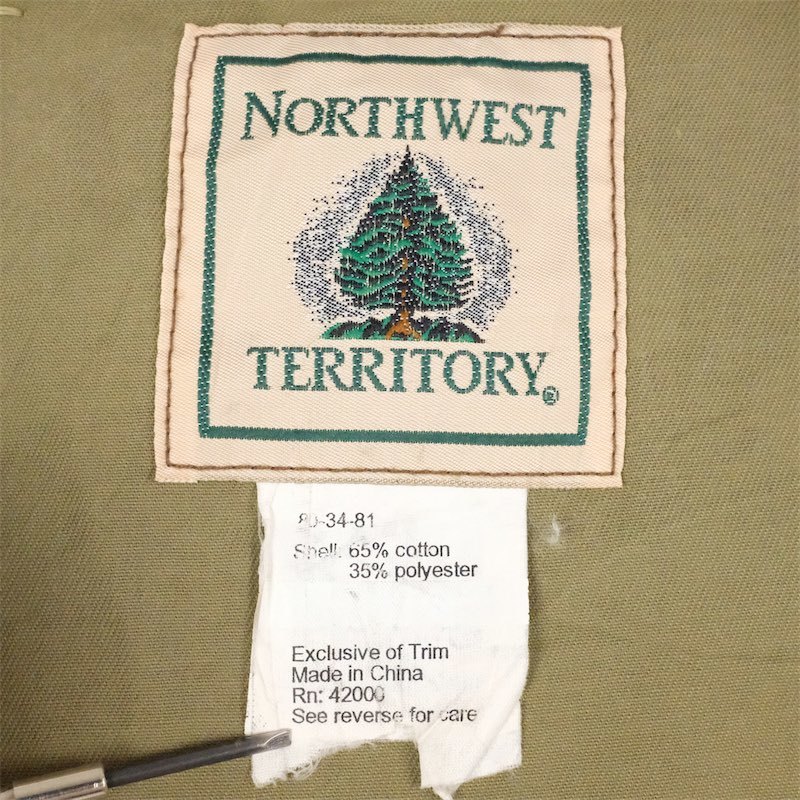 NORTHWEST
TERRITORY®
80-34-81
Shell: 65% cotton
35% polyester
Exclusive of Trim
Made in China
Rn: 42000
See reverse for care